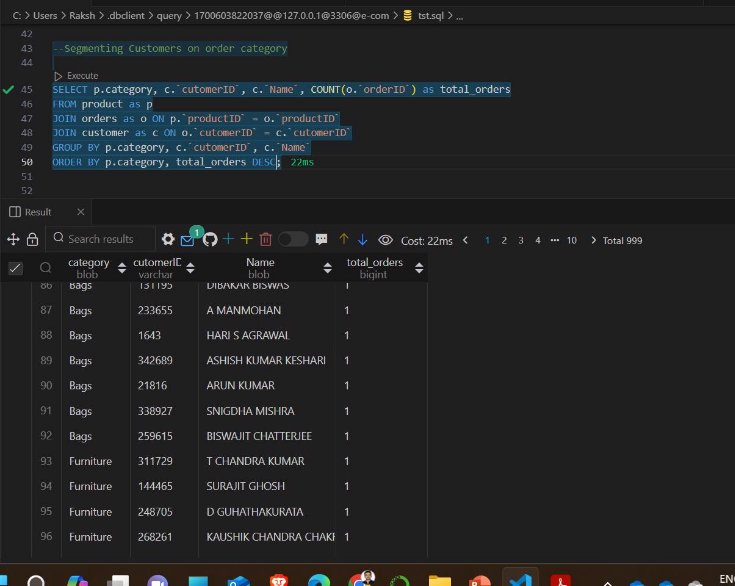 C: > Users > Raksh > .dbclient > query > 1700603822037@@127.0.0.1@3306@e-com > tst.sql > ...
42
43 --Segmenting Customers on order category
44
Execute
45 SELECT p.category, c.`cutomerID`, c.`Name`, COUNT(o.`orderID`) as total_orders
46 FROM product as p
47 JOIN orders as o ON p.`productID` = o.`productID`
48 JOIN customer as c ON o.`cutomerID` = c.`cutomerID`
49 GROUP BY p.category, c.`cutomerID`, c.`Name`
50 ORDER BY p.category, total_orders DESC; 22ms
51
52
Result
Search results 1 Cost: 22ms < 1 2 3 4 ... 10 > Total 999
category cutomerID Name total_orders
blob varchar blob bigint
86 Bags 131195 DIBAKAR BISWAS 1
87 Bags 233655 A MANMOHAN 1
88 Bags 1643 HARI S AGRAWAL 1
89 Bags 342689 ASHISH KUMAR KESHARI 1
90 Bags 21816 ARUN KUMAR 1
91 Bags 338927 SNIGDHA MISHRA 1
92 Bags 259615 BISWAJIT CHATTERJEE 1
93 Furniture 311729 T CHANDRA KUMAR 1
94 Furniture 144465 SURAJIT GHOSH 1
95 Furniture 248705 D GUHATHAKURATA 1
96 Furniture 268261 KAUSHIK CHANDRA CHAK 1
ENG